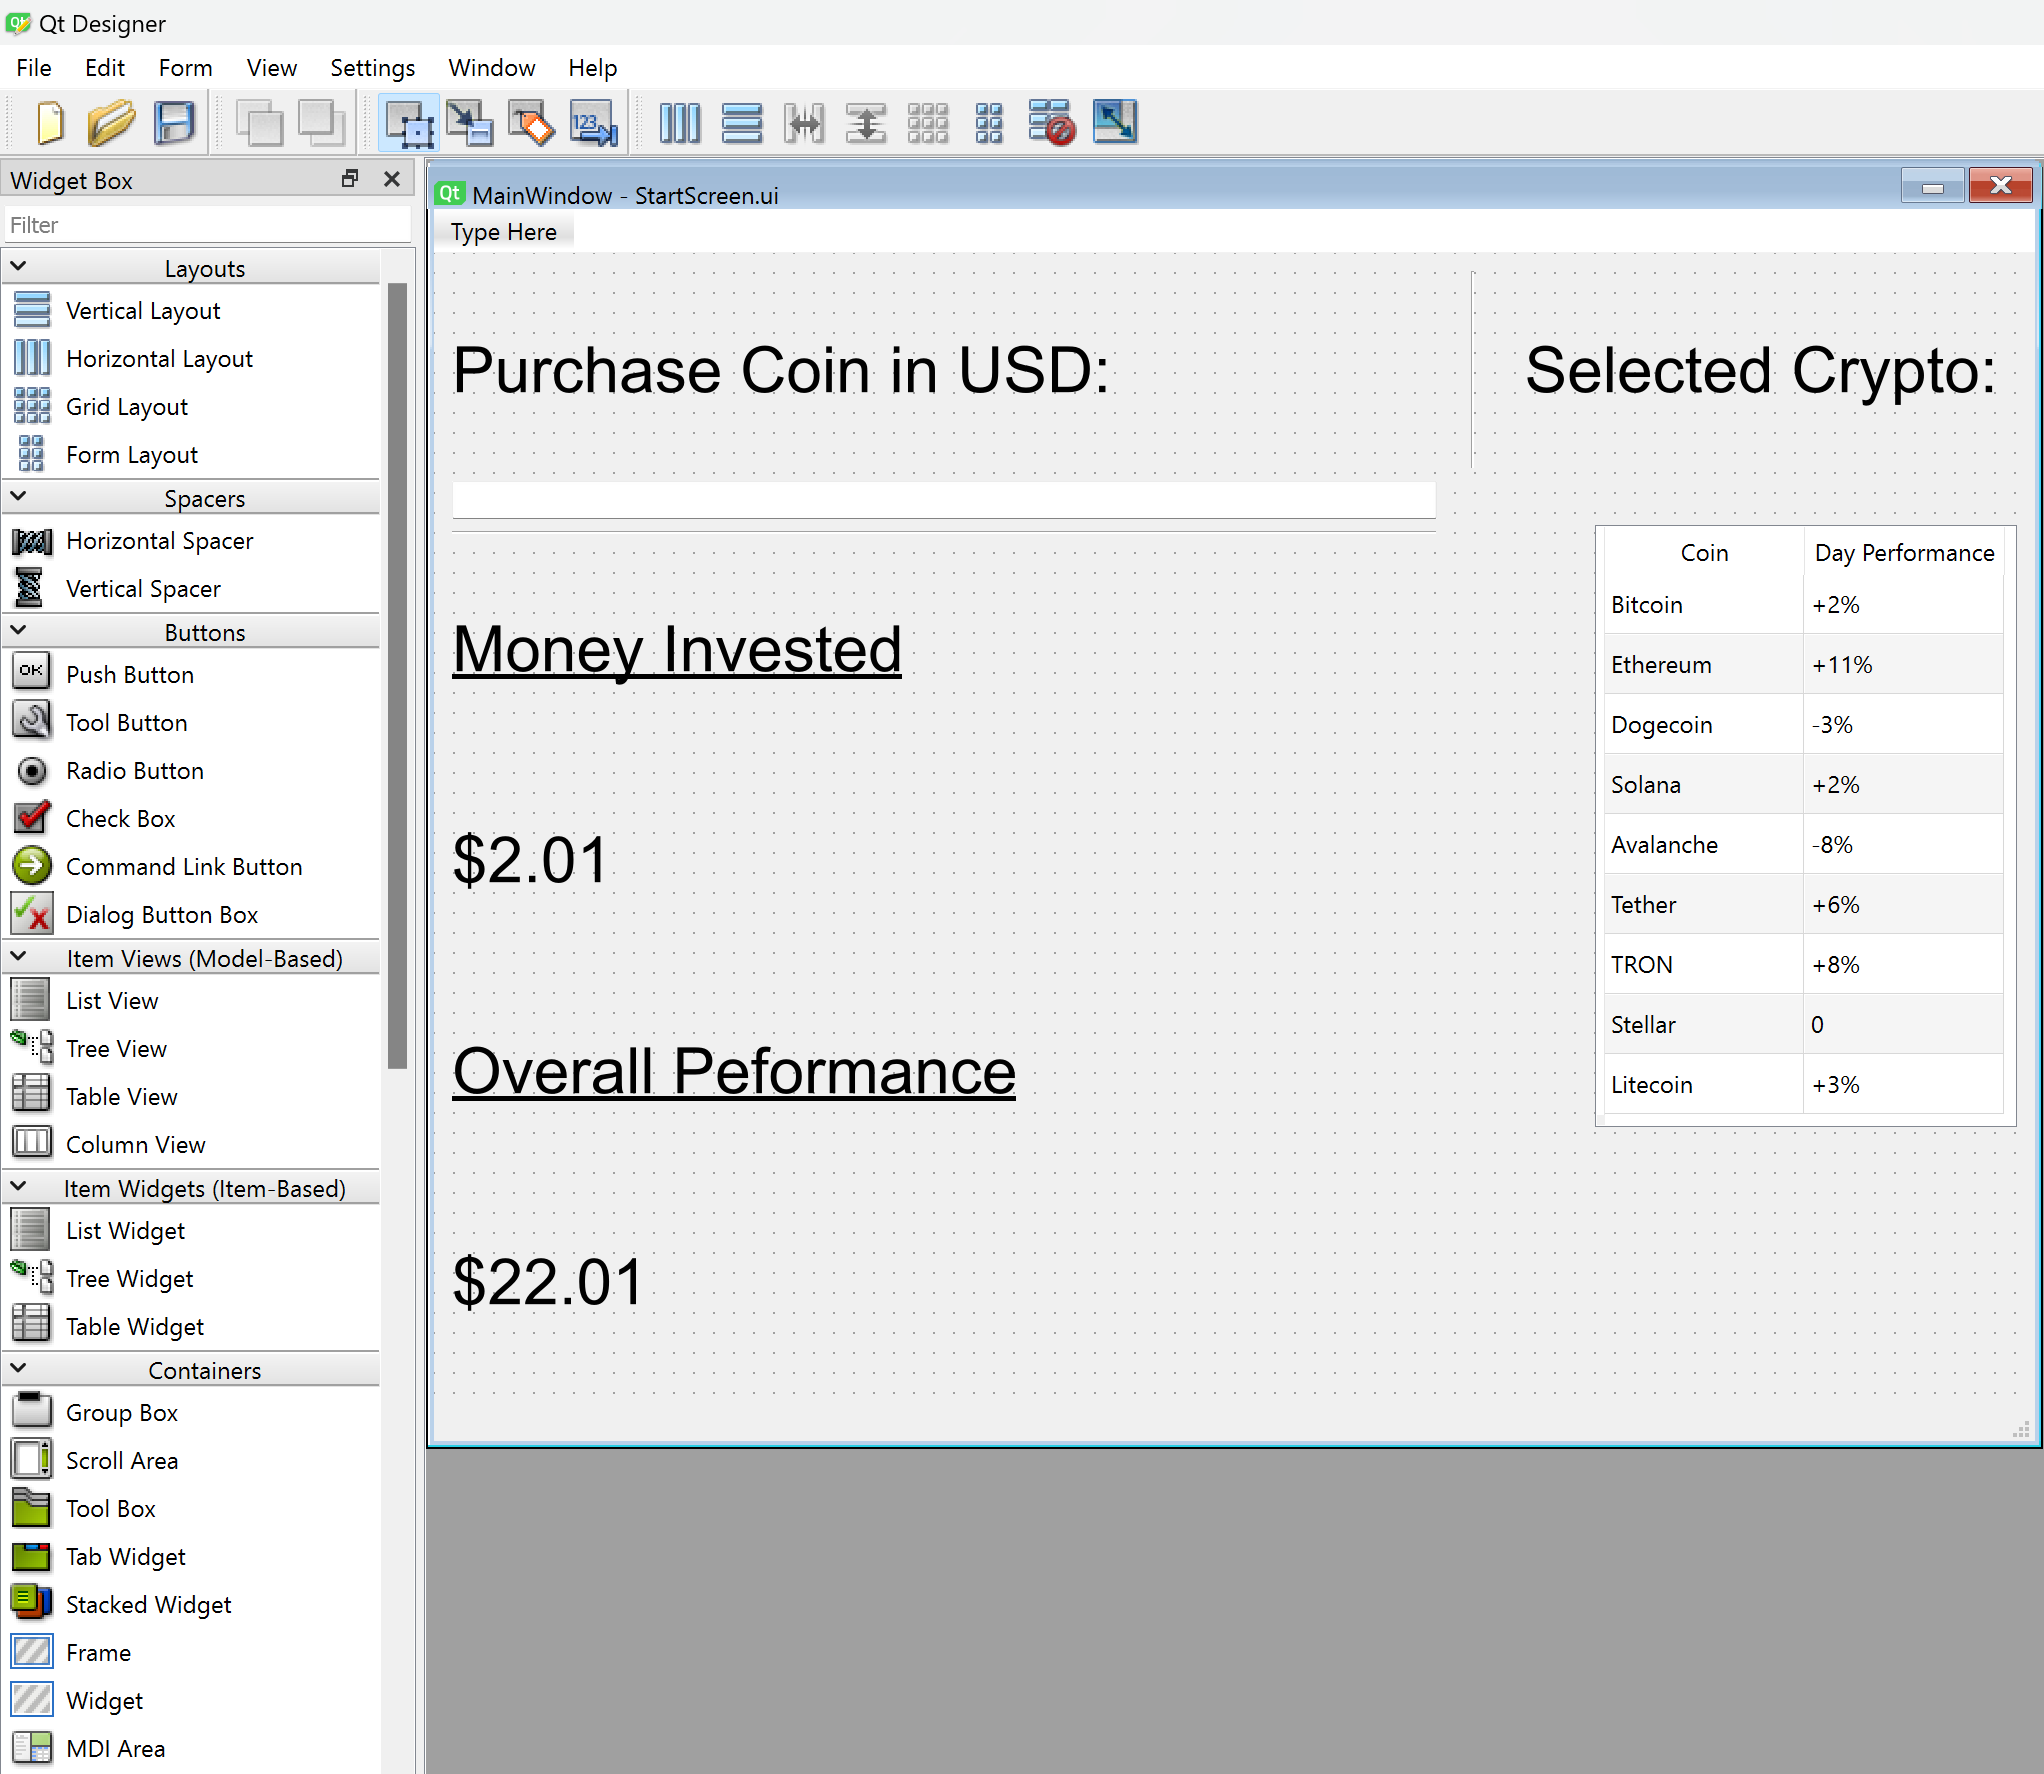 Qt Designer
File Edit Form View Settings Window Help
123
Widget Box
Filter
Layouts
Vertical Layout
Horizontal Layout
Grid Layout
Form Layout
Spacers
Horizontal Spacer
Vertical Spacer
Buttons
OK
Push Button
Tool Button
Radio Button
Check Box
Command Link Button
Dialog Button Box
Item Views (Model-Based)
List View
Tree View
Table View
Column View
Item Widgets (Item-Based)
List Widget
Tree Widget
Table Widget
Containers
Group Box
Scroll Area
Tool Box
Tab Widget
Stacked Widget
Frame
Widget
MDI Area
Qt MainWindow - StartScreen.ui
Type Here
Purchase Coin in USD:
Money Invested
$2.01
Overall Peformance
$22.01
Selected Crypto:
Coin Day Performance
Bitcoin +2%
Ethereum +11%
Dogecoin -3%
Solana +2%
Avalanche -8%
Tether +6%
TRON +8%
Stellar 0
Litecoin +3%